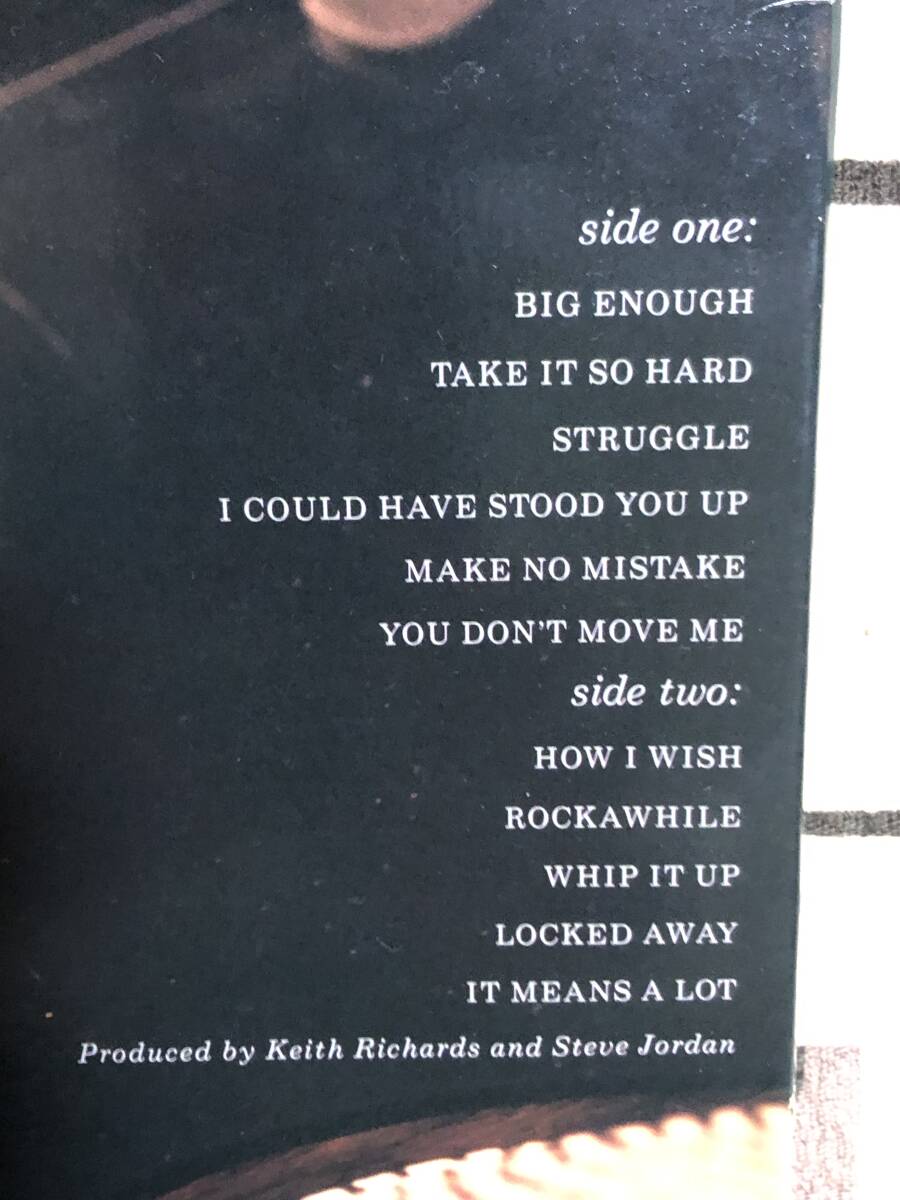 side one:
BIG ENOUGH
TAKE IT SO HARD
STRUGGLE
I COULD HAVE STOOD YOU UP
MAKE NO MISTAKE
YOU DON'T MOVE ME
side two:
HOW I WISH
ROCKAWHILE
WHIP IT UP
LOCKED AWAY
IT MEANS A LOT
Produced by Keith Richards and Steve Jordan